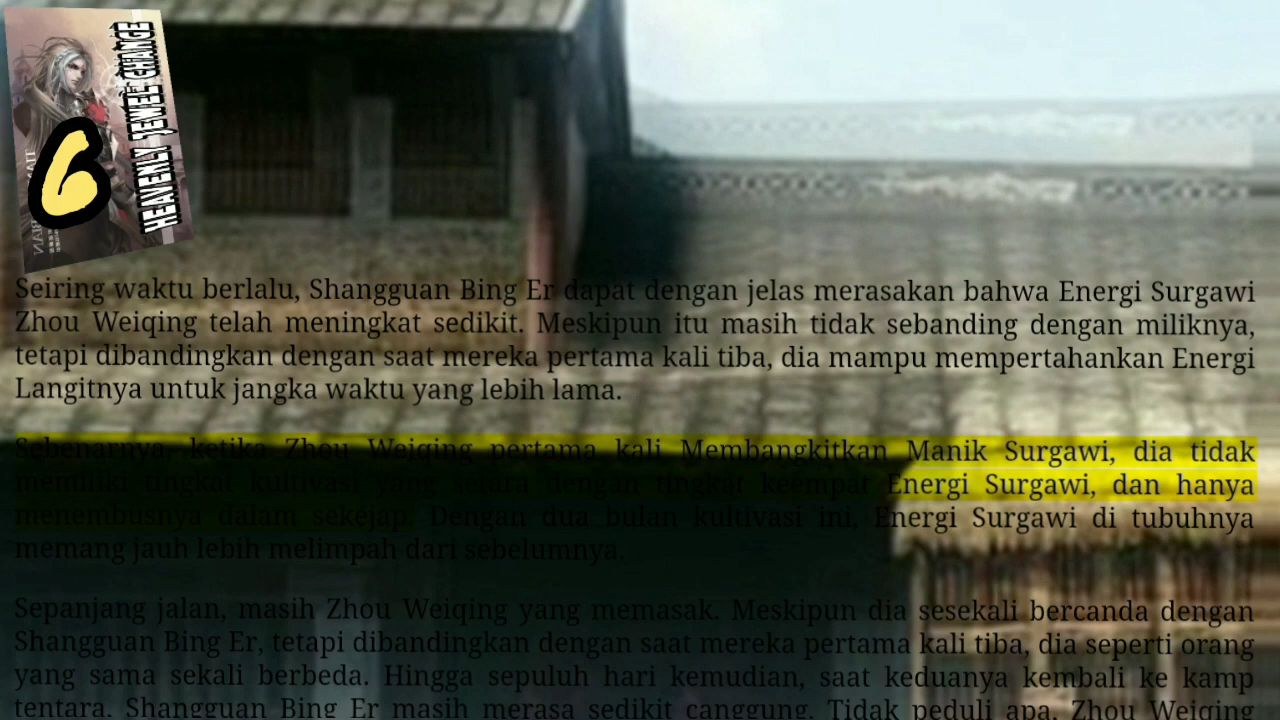 HEAVENLY JEWEL CHANGE
6
Seiring waktu berlalu, Shangguan Bing Er dapat dengan jelas merasakan bahwa Energi Surgawi
Zhou Weiqing telah meningkat sedikit. Meskipun itu masih tidak sebanding dengan miliknya,
tetapi dibandingkan dengan saat mereka pertama kali tiba, dia mampu mempertahankan Energi
Langitnya untuk jangka waktu yang lebih lama.
Sebenarnya, ketika Zhou Weiqing pertama kali Membangkitkan Manik Surgawi, dia tidak
memiliki tingkat kultivasi yang setara dengan tingkat keempat Energi Surgawi, dan hanya
menembusnya dalam sekejap. Dengan dua bulan kultivasi ini, Energi Surgawi di tubuhnya
memang jauh lebih melimpah dari sebelumnya.
Sepanjang jalan, masih Zhou Weiqing yang memasak. Meskipun dia sesekali bercanda dengan
Shangguan Bing Er, tetapi dibandingkan dengan saat mereka pertama kali tiba, dia seperti orang
yang sama sekali berbeda. Hingga sepuluh hari kemudian, saat keduanya kembali ke kamp
tentara, Shangguan Bing Er masih merasa sedikit canggung. Tidak peduli apa, Zhou Weiqing